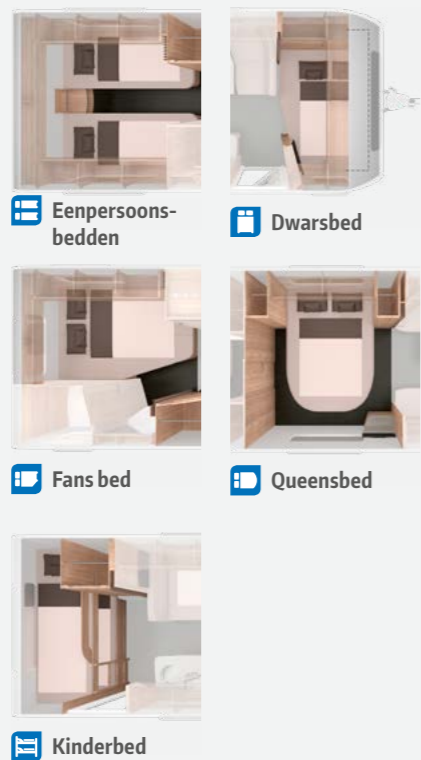 Eenpersoons-
bedden
Dwarsbed
Fans bed
Queensbed
Kinderbed